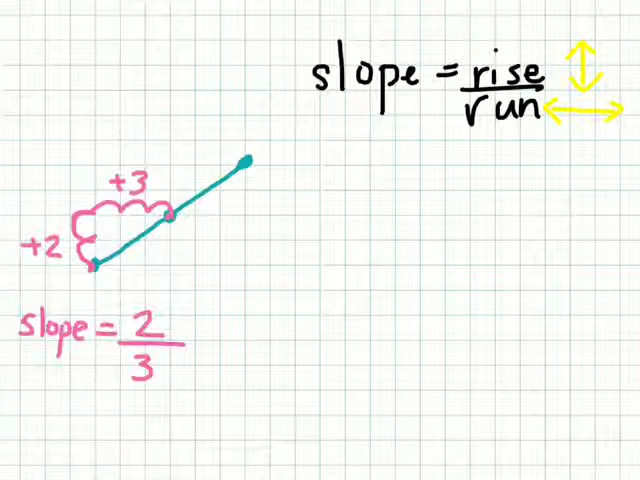 slope = rise
run
+3
+2
slope = 2
3